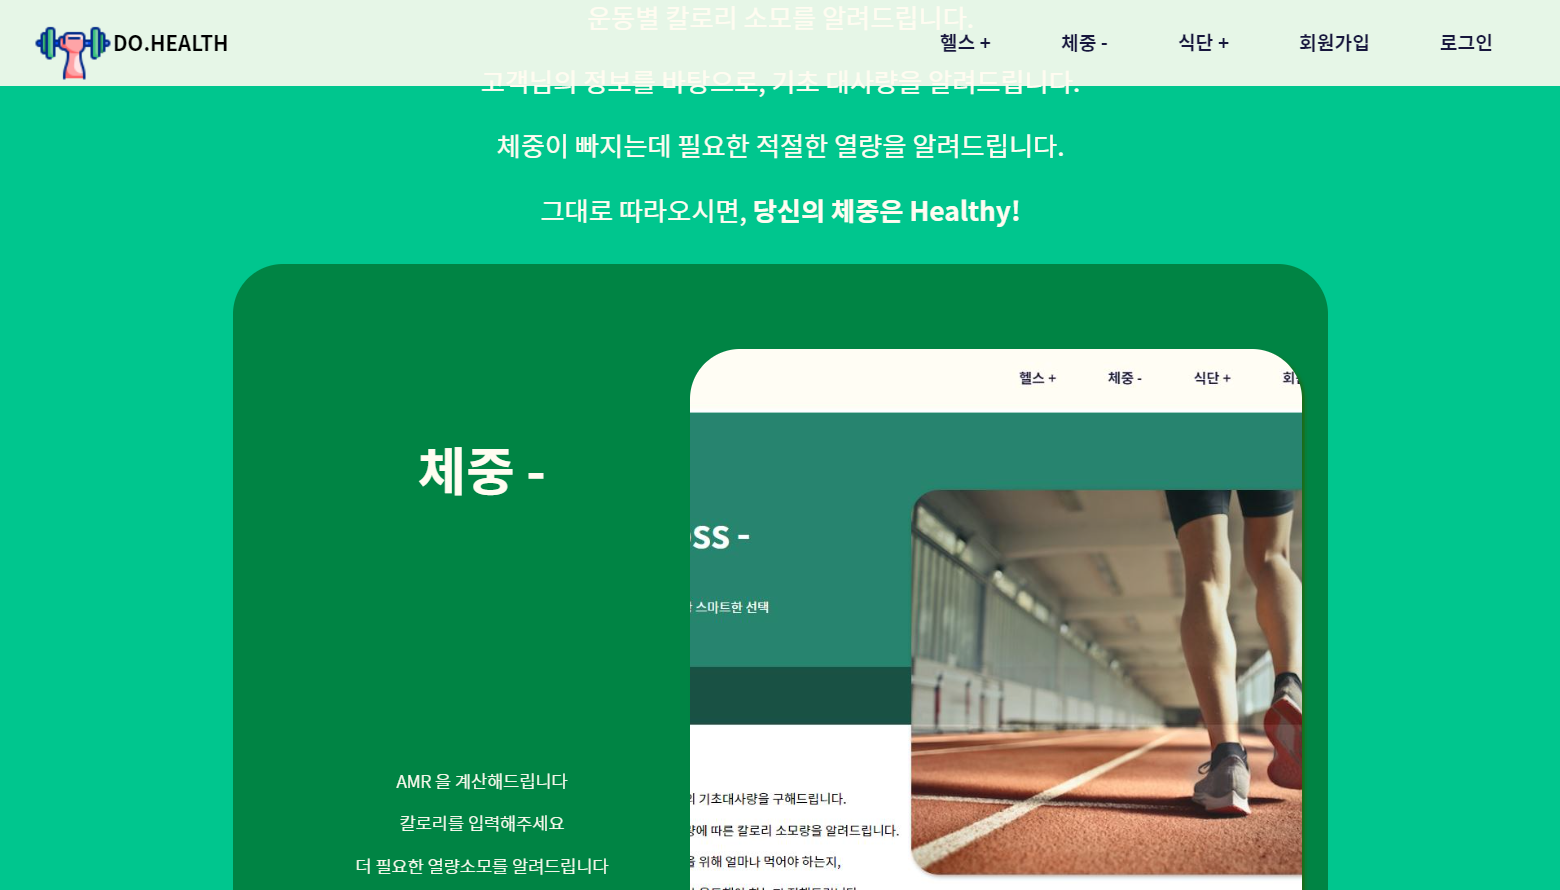 운동별 칼로리 소모를 알려드립니다.
DO.HEALTH
헬스 +
체중 -
식단 +
회원가입
로그인
고객님의 정보를 바탕으로, 기초 대사량을 알려드립니다.
체중이 빠지는데 필요한 적절한 열량을 알려드립니다.
그대로 따라오시면, 당신의 체중은 Healthy!
체중 -
AMR 을 계산해드립니다
칼로리를 입력해주세요
더 필요한 열량소모를 알려드립니다
헬스 +
체중 -
식단 +
oss -
스마트한 선택
기초대사량을 구해드립니다.
따른 칼로리 소모량을 알려드립니다.
위해 얼마나 먹어야 하는지,